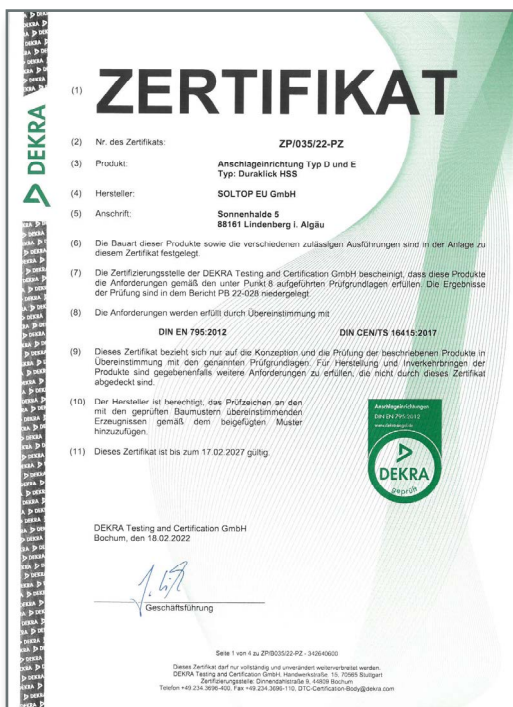 DEKRA
(1) ZERTIFIKAT
(2) Nr. des Zertifikats: ZP/035/22-PZ
(3) Produkt: Anschlageinrichtung Typ D und E
Typ: Duraklick HSS
(4) Hersteller: SOLTOP EU GmbH
(5) Anschrift: Sonnenhalde 5
88161 Lindenberg i. Algäu
(6) Die Bauart dieser Produkte sowie die verschiedenen zulässigen Ausführungen sind in der Anlage zu
diesem Zertifikat festgelegt.
(7) Die Zertifizierungsstelle der DEKRA Testing and Certification GmbH bescheinigt, dass diese Produkte
die Anforderungen gemäß den unter Punkt 8 aufgeführten Prüfgrundlagen erfüllen. Die Ergebnisse
der Prüfung sind in dem Bericht PB 22-028 niedergelegt.
(8) Die Anforderungen werden erfüllt durch Übereinstimmung mit
DIN EN 795:2012 DIN CEN/TS 16415:2017
(9) Dieses Zertifikat bezieht sich nur auf die Konzeption und die Prüfung der beschriebenen Produkte in
Übereinstimmung mit den genannten Prüfgrundlagen. Für Herstellung und Inverkehrbringen der
Produkte sind gegebenenfalls weitere Anforderungen zu erfüllen, die nicht durch dieses Zertifikat
abgedeckt sind.
(10) Der Hersteller ist berechtigt, das Prüfzeichen an den
mit den geprüften Baumustern übereinstimmenden
Erzeugnissen gemäß dem beigefügten Muster
hinzuzufügen.
Anschlageinrichtungen
DIN EN 795:2012
DEKRA
geprüft
(11) Dieses Zertifikat ist bis zum 17.02.2027 gültig.
DEKRA Testing and Certification GmbH
Bochum, den 18.02.2022
Geschäftsführung
Seite 1 von 4 zu ZP/B035/22-PZ - 342640600
Dieses Zertifikat darf nur vollständig und unverändert weiterverbreitet werden.
DEKRA Testing and Certification GmbH, Handwerkstraße 15, 70565 Stuttgart
Zertifizierungsstelle: Dinnendahlstraße 9, 44809 Bochum
Telefon +49.234.3696-400, Fax +49.234.3696-110, DTC-Certification-Body@dekra.com